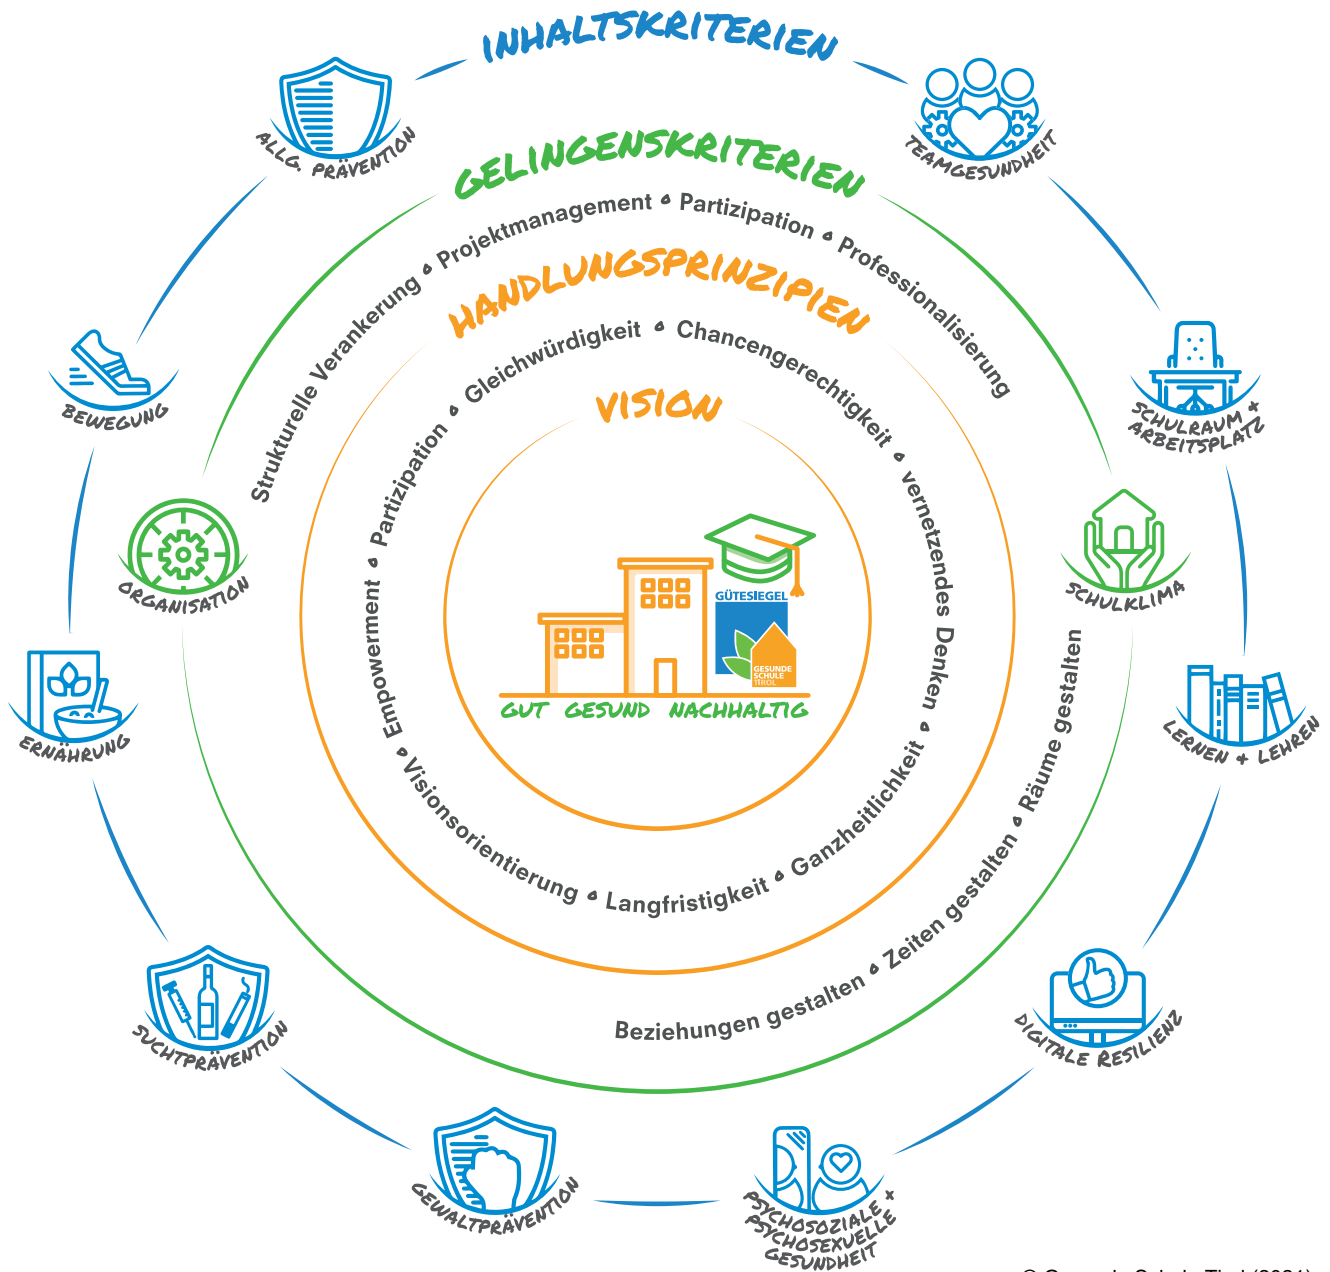 INHALTSKRITERIEN
ALLG. PRÄVENTION
TEAMGESUNDHEIT
SCHULRAUM +
ARBEITSPLATZ
LERNEN + LEHREN
DIGITALE RESILIENZ
PSYCHOSOZIALE +
PSYCHOSEXUELLE
GESUNDHEIT
GEWALTPRÄVENTION
SUCHTPRÄVENTION
ERNÄHRUNG
BEWEGUNG
GELINGENSKRITERIEN
Strukturelle Verankerung • Projektmanagement • Partizipation • Professionalisierung
ORGANISATION
SCHULKLIMA
Beziehungen gestalten • Zeiten gestalten • Räume gestalten
HANDLUNGSPRINZIPIEN
Visionsorientierung • Empowerment • Partizipation • Gleichwürdigkeit • Chancengerechtigkeit • vernetzendes Denken • Ganzheitlichkeit • Langfristigkeit
VISION
GÜTESIEGEL
GESUNDE
SCHULE
TIROL
GUT GESUND NACHHALTIG